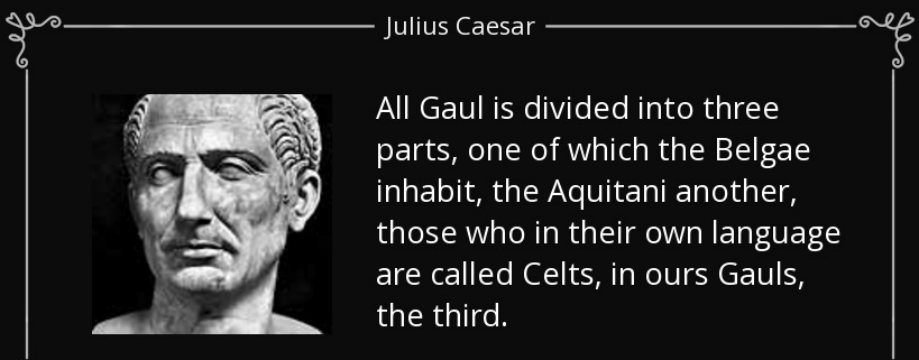 Julius Caesar
All Gaul is divided into three
parts, one of which the Belgae
inhabit, the Aquitani another,
those who in their own language
are called Celts, in ours Gauls,
the third.